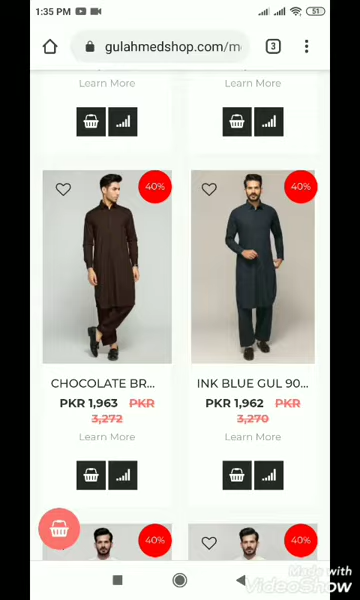 1:35 PM 51
gulahmedshop.com/m 3
Learn More Learn More
40% 40%
CHOCOLATE BR... INK BLUE GUL 90...
PKR 1,963 PKR 3,272 PKR 1,962 PKR 3,270
Learn More Learn More
40% 40%
Made with
VideoShow